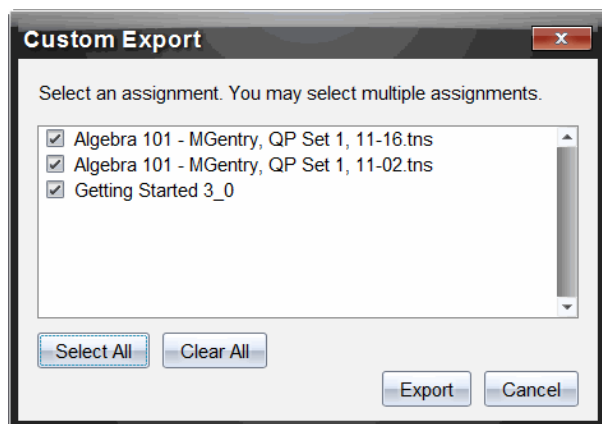 Custom Export
x
Select an assignment. You may select multiple assignments.
Algebra 101 - MGentry, QP Set 1, 11-16.tns
Algebra 101 - MGentry, QP Set 1, 11-02.tns
Getting Started 3_0
Select All Clear All
Export Cancel